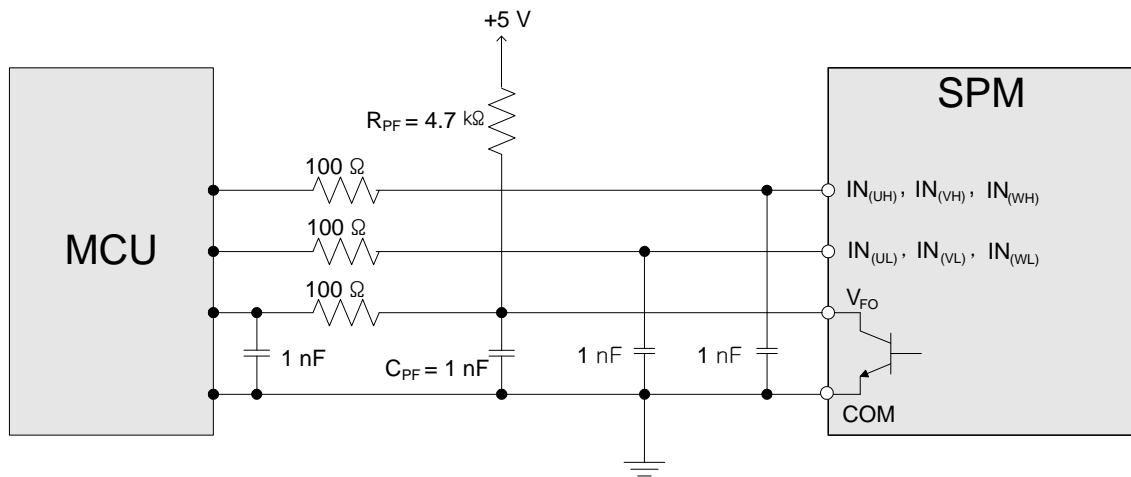 +5 V
SPM
R_PF = 4.7 kΩ
100 Ω
IN(UH), IN(VH), IN(WH)
MCU
100 Ω
IN(UL), IN(VL), IN(WL)
100 Ω
V_FO
1 nF
C_PF = 1 nF
1 nF
1 nF
COM